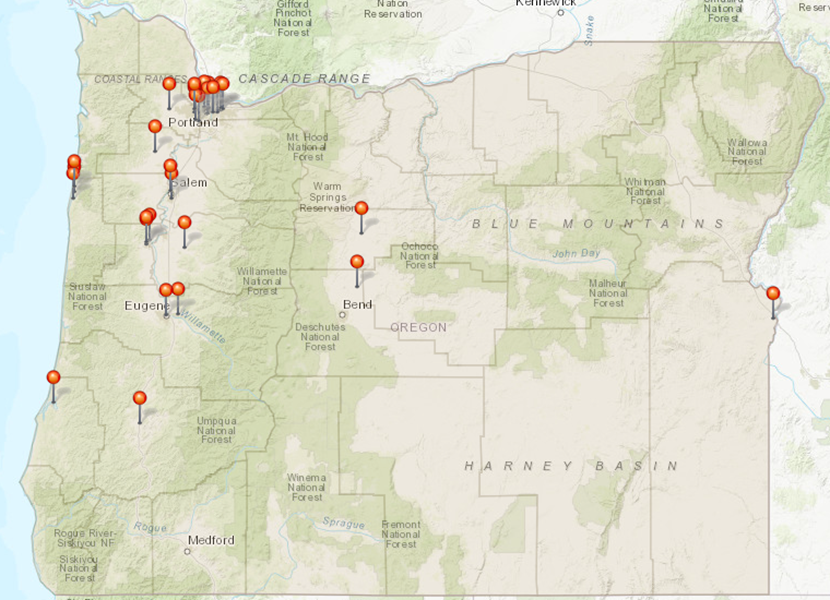 Gifford
Pinchot
National
Forest
Nation
Reservation
Kennewick
Snake
National
Forest
COASTAL RANGES
CASCADE RANGE
Portland
Mt. Hood
National
Forest
Wallowa
National
Forest
Salem
Warm
Springs
Reservation
Whitman
National
Forest
BLUE MOUNTAINS
Ochoco
National
Forest
John Day
Siuslaw
National
Forest
Willamette
National
Forest
Malheur
National
Forest
Eugene
Willamette
Bend
Deschutes
National
Forest
OREGON
Umpqua
National
Forest
HARNEY BASIN
Winema
National
Forest
Rogue
Sprague
Fremont
National
Forest
Rogue River-
Siskiyou NF
Medford
Siskiyou
National
Forest